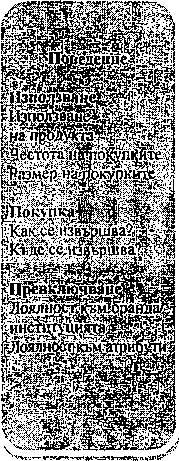 Поведение
Използване
Използване
на продукта
Честота на покупките
Размер на покупките
Покупка
Как се извършва?
Къде се извършва?
Превключване
Лоялност към бранда/
институцията
Лоялност към атрибути